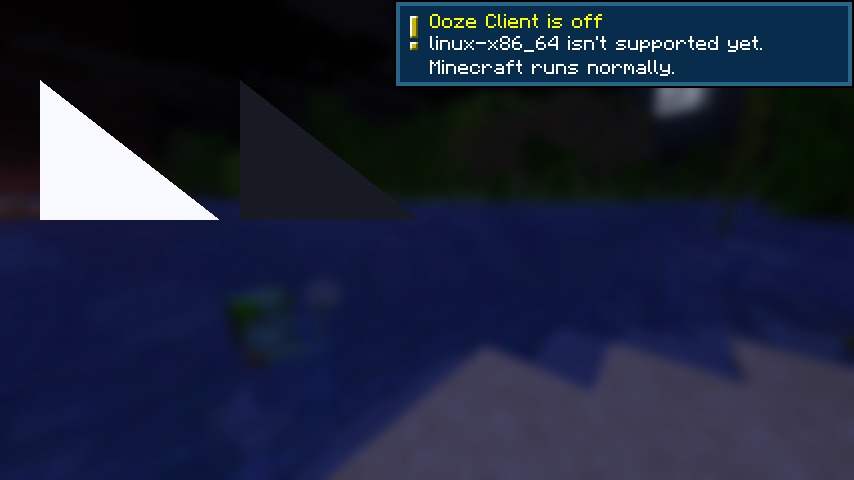 Ooze Client is off
linux-x86_64 isn't supported yet.
Minecraft runs normally.